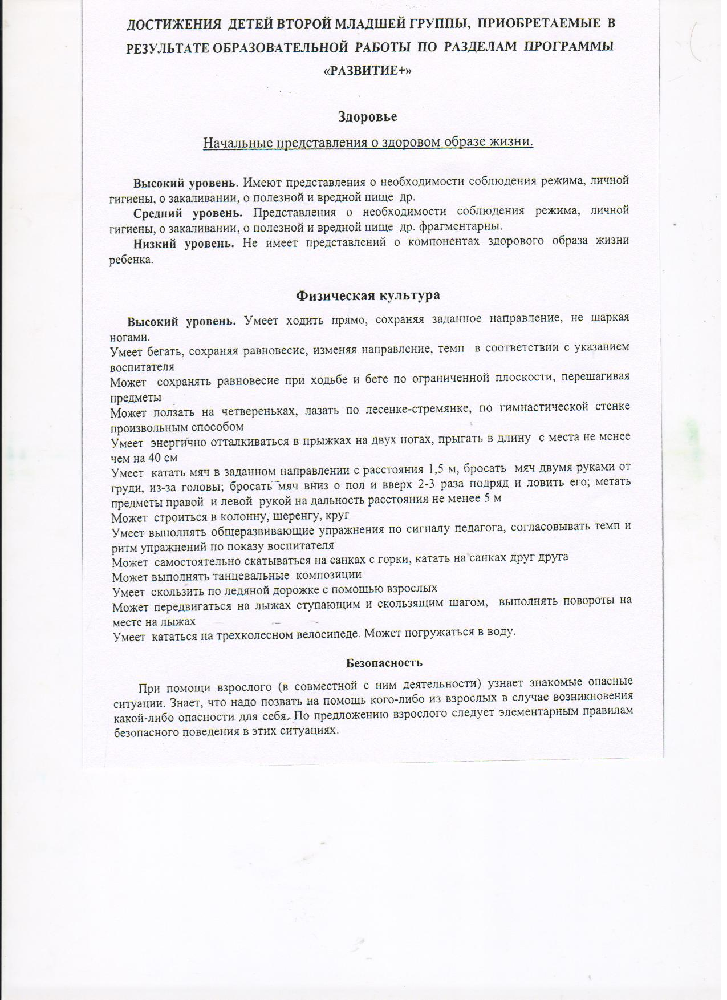 ДОСТИЖЕНИЯ ДЕТЕЙ ВТОРОЙ МЛАДШЕЙ ГРУППЫ, ПРИОБРЕТАЕМЫЕ В
РЕЗУЛЬТАТЕ ОБРАЗОВАТЕЛЬНОЙ РАБОТЫ ПО РАЗДЕЛАМ ПРОГРАММЫ
«РАЗВИТИЕ+»
Здоровье
Начальные представления о здоровом образе жизни.
Высокий уровень. Имеют представления о необходимости соблюдения режима, личной
гигиены, о закаливании, о полезной и вредной пище др.
Средний уровень. Представления о необходимости соблюдения режима, личной
гигиены, о закаливании, о полезной и вредной пище др. фрагментарны.
Низкий уровень. Не имеет представлений о компонентах здорового образа жизни
ребенка.
Физическая культура
Высокий уровень. Умеет ходить прямо, сохраняя заданное направление, не шаркая
ногами.
Умеет бегать, сохраняя равновесие, изменяя направление, темп в соответствии с указанием
воспитателя
Может сохранять равновесие при ходьбе и беге по ограниченной плоскости, перешагивая
предметы
Может ползать на четвереньках, лазать по лесенке-стремянке, по гимнастической стенке
произвольным способом
Умеет энергично отталкиваться в прыжках на двух ногах, прыгать в длину с места не менее
чем на 40 см
Умеет катать мяч в заданном направлении с расстояния 1,5 м, бросать мяч двумя руками от
груди, из-за головы; бросать мяч вниз о пол и вверх 2-3 раза подряд и ловить его; метать
предметы правой и левой рукой на дальность расстояния не менее 5 м
Может строиться в колонну, шеренгу, круг
Умеет выполнять общеразвивающие упражнения по сигналу педагога, согласовывать темп и
ритм упражнений по показу воспитателя
Может самостоятельно скатываться на санках с горки, катать на санках друг друга
Может выполнять танцевальные композиции
Умеет скользить по ледяной дорожке с помощью взрослых
Может передвигаться на лыжах ступающим и скользящим шагом, выполнять повороты на
месте на лыжах
Умеет кататься на трехколесном велосипеде. Может погружаться в воду.
Безопасность
При помощи взрослого (в совместной с ним деятельности) узнает знакомые опасные
ситуации. Знает, что надо позвать на помощь кого-либо из взрослых в случае возникновения
какой-либо опасности для себя. По предложению взрослого следует элементарным правилам
безопасного поведения в этих ситуациях.